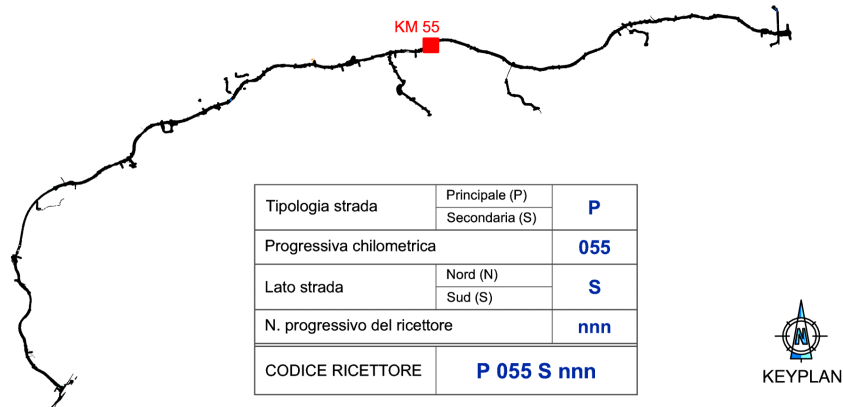 KM 55
Tipologia strada
Principale (P)
Secondaria (S)
P
Progressiva chilometrica
055
Lato strada
Nord (N)
Sud (S)
S
N. progressivo del ricettore
nnn
CODICE RICETTORE
P 055 S nnn
N
KEYPLAN